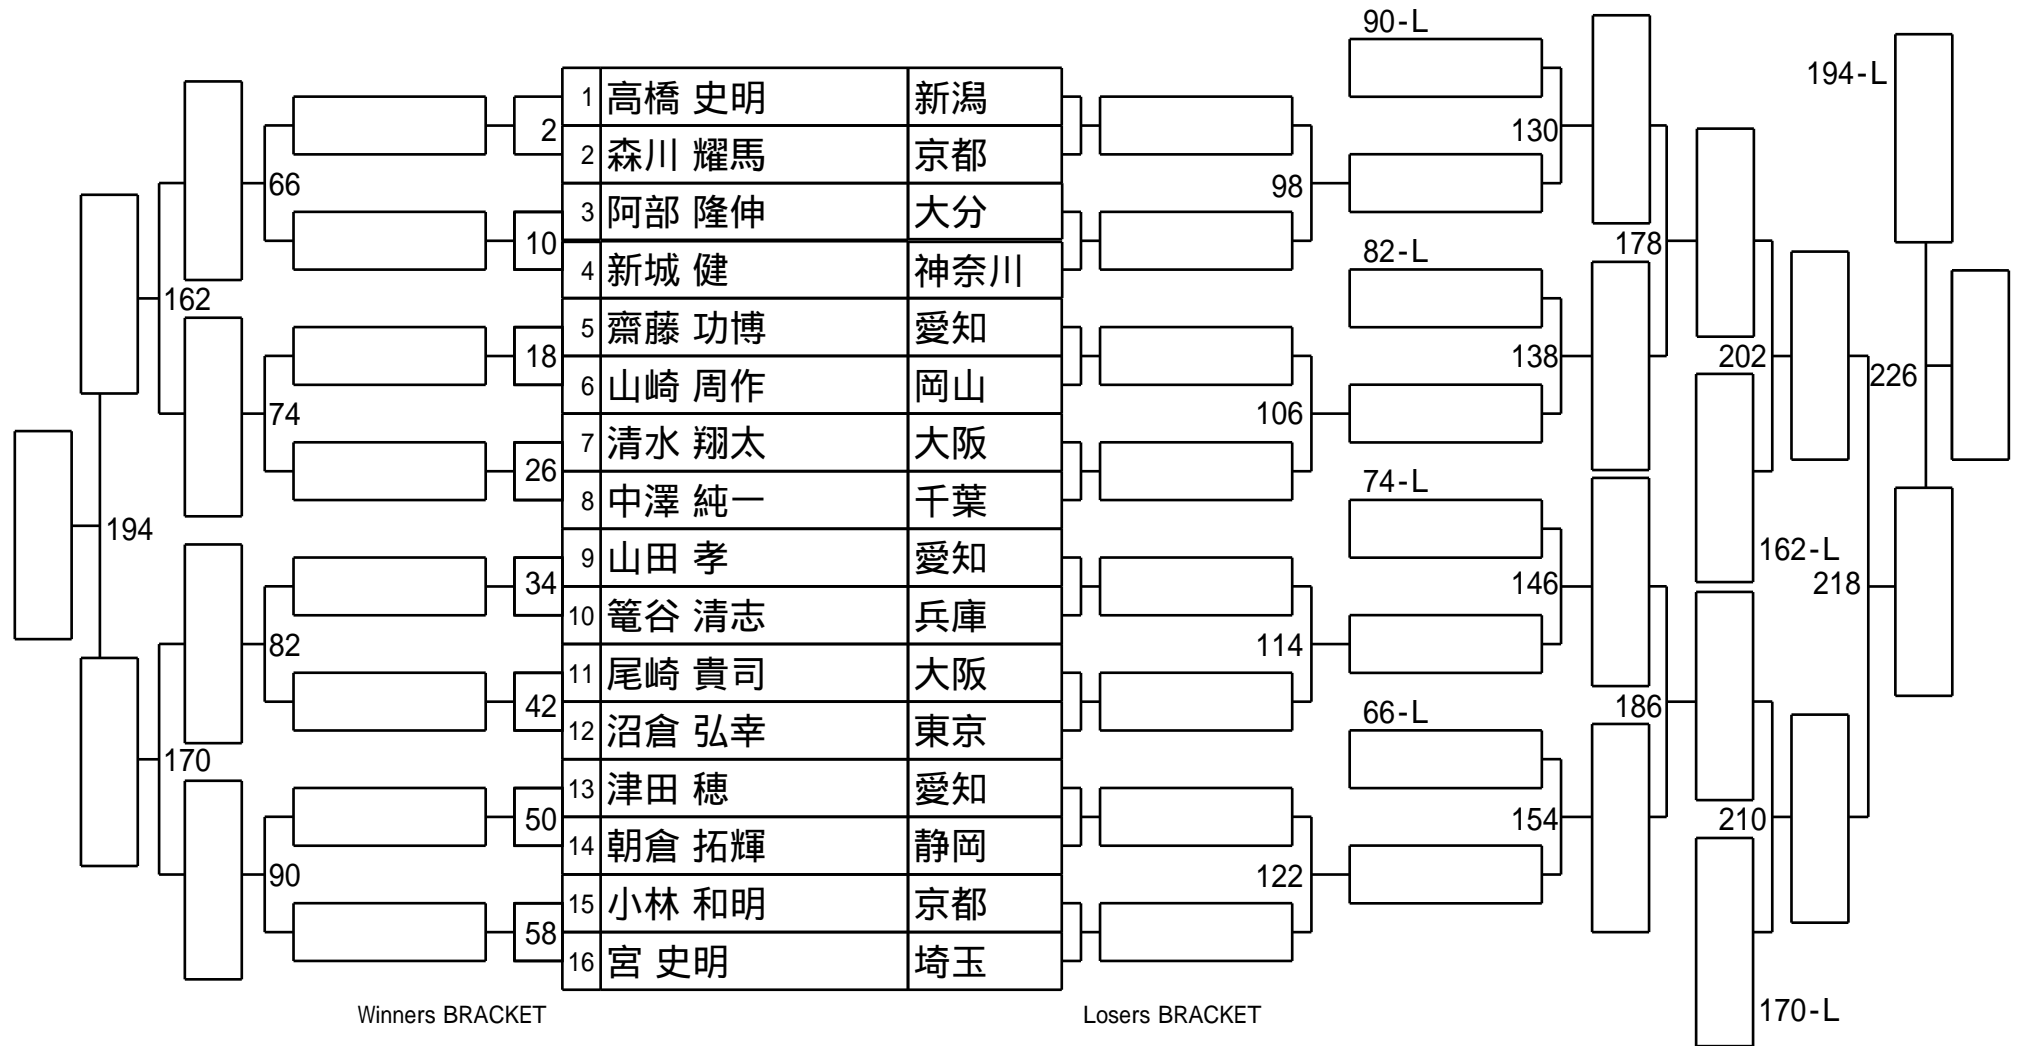 90-L
194-L
1 高橋 史明 新潟
2
130
2 森川 耀馬 京都
66
98
3 阿部 隆伸 大分
10
178
82-L
4 新城 健 神奈川
162
5 齋藤 功博 愛知
18
138
202
226
6 山崎 周作 岡山
74
106
7 清水 翔太 大阪
26
74-L
8 中澤 純一 千葉
194
162-L
9 山田 孝 愛知
34
146
218
10 篭谷 清志 兵庫
82
114
11 尾崎 貴司 大阪
42
66-L
186
12 沼倉 弘幸 東京
170
13 津田 穂 愛知
50
154
210
14 朝倉 拓輝 静岡
90
122
15 小林 和明 京都
58
16 宮 史明 埼玉
Winners BRACKET
Losers BRACKET
170-L